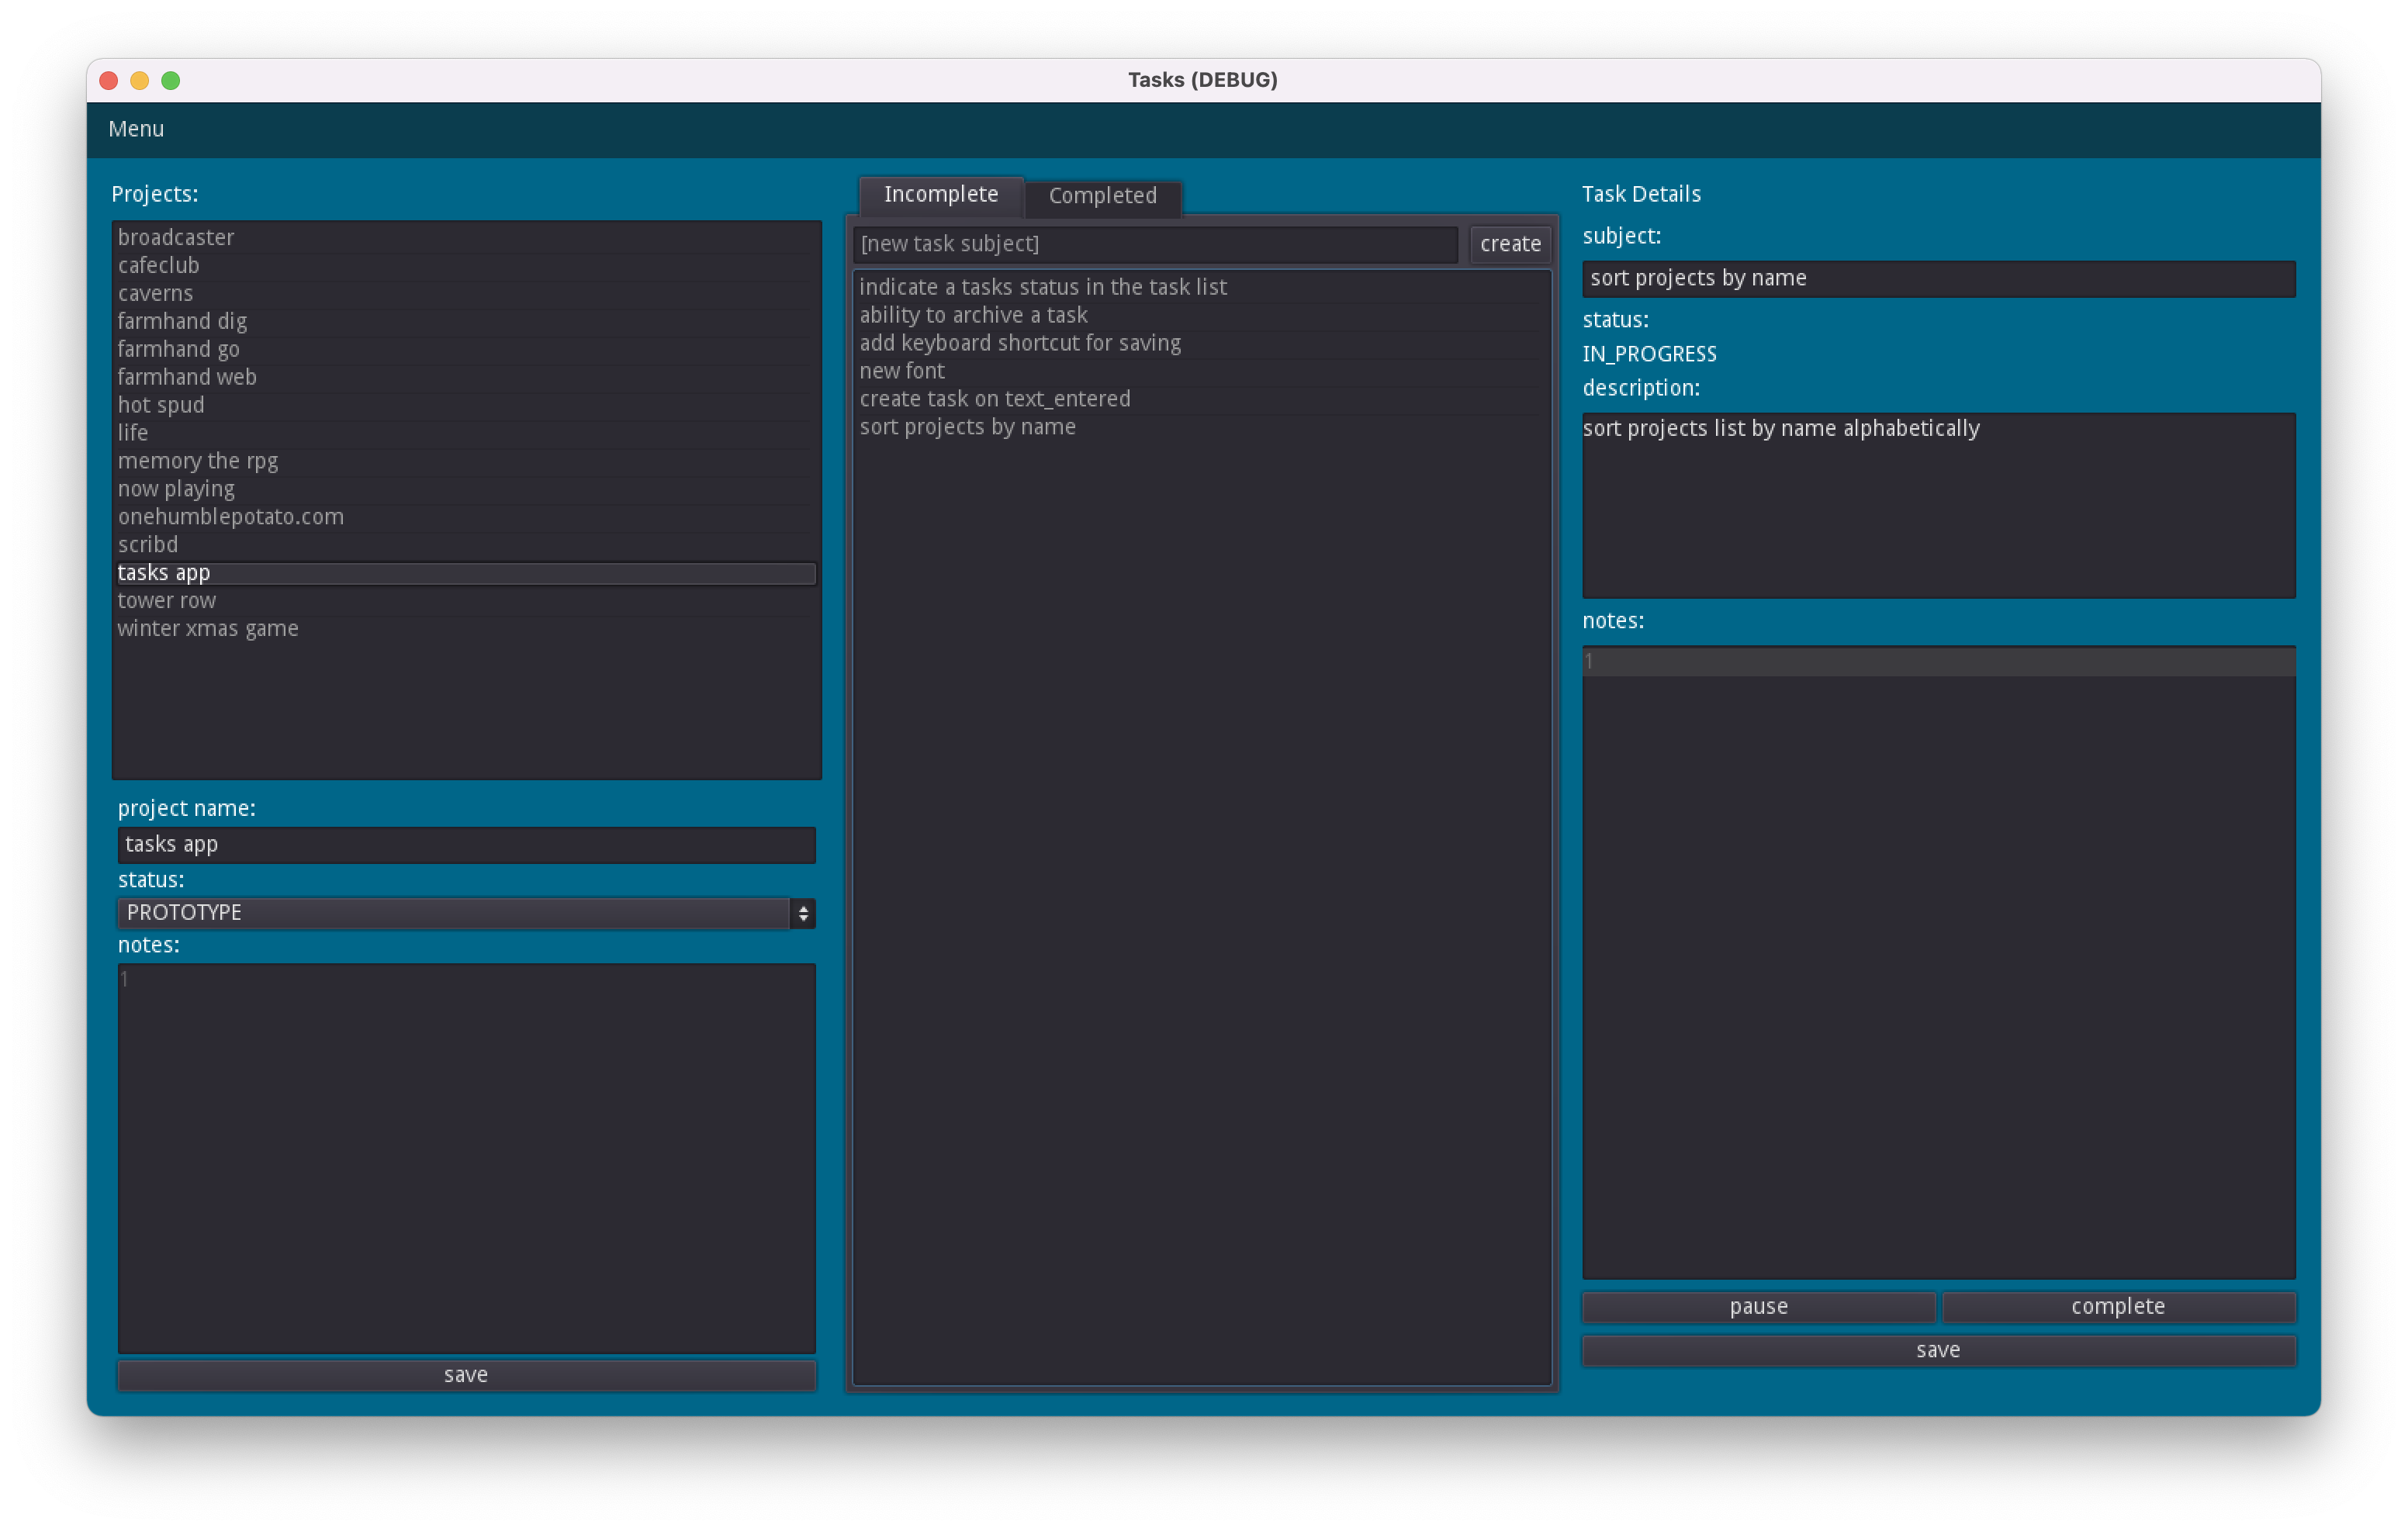 Tasks (DEBUG)
Menu
Projects:
broadcaster
cafeclub
caverns
farmhand dig
farmhand go
farmhand web
hot spud
life
memory the rpg
now playing
onehumblepotato.com
scribd
tasks app
tower row
winter xmas game
project name:
tasks app
status:
PROTOTYPE
notes:
1
save
Incomplete
Completed
[new task subject]
create
indicate a tasks status in the task list
ability to archive a task
add keyboard shortcut for saving
new font
create task on text_entered
sort projects by name
Task Details
subject:
sort projects by name
status:
IN_PROGRESS
description:
sort projects list by name alphabetically
notes:
1
pause
complete
save